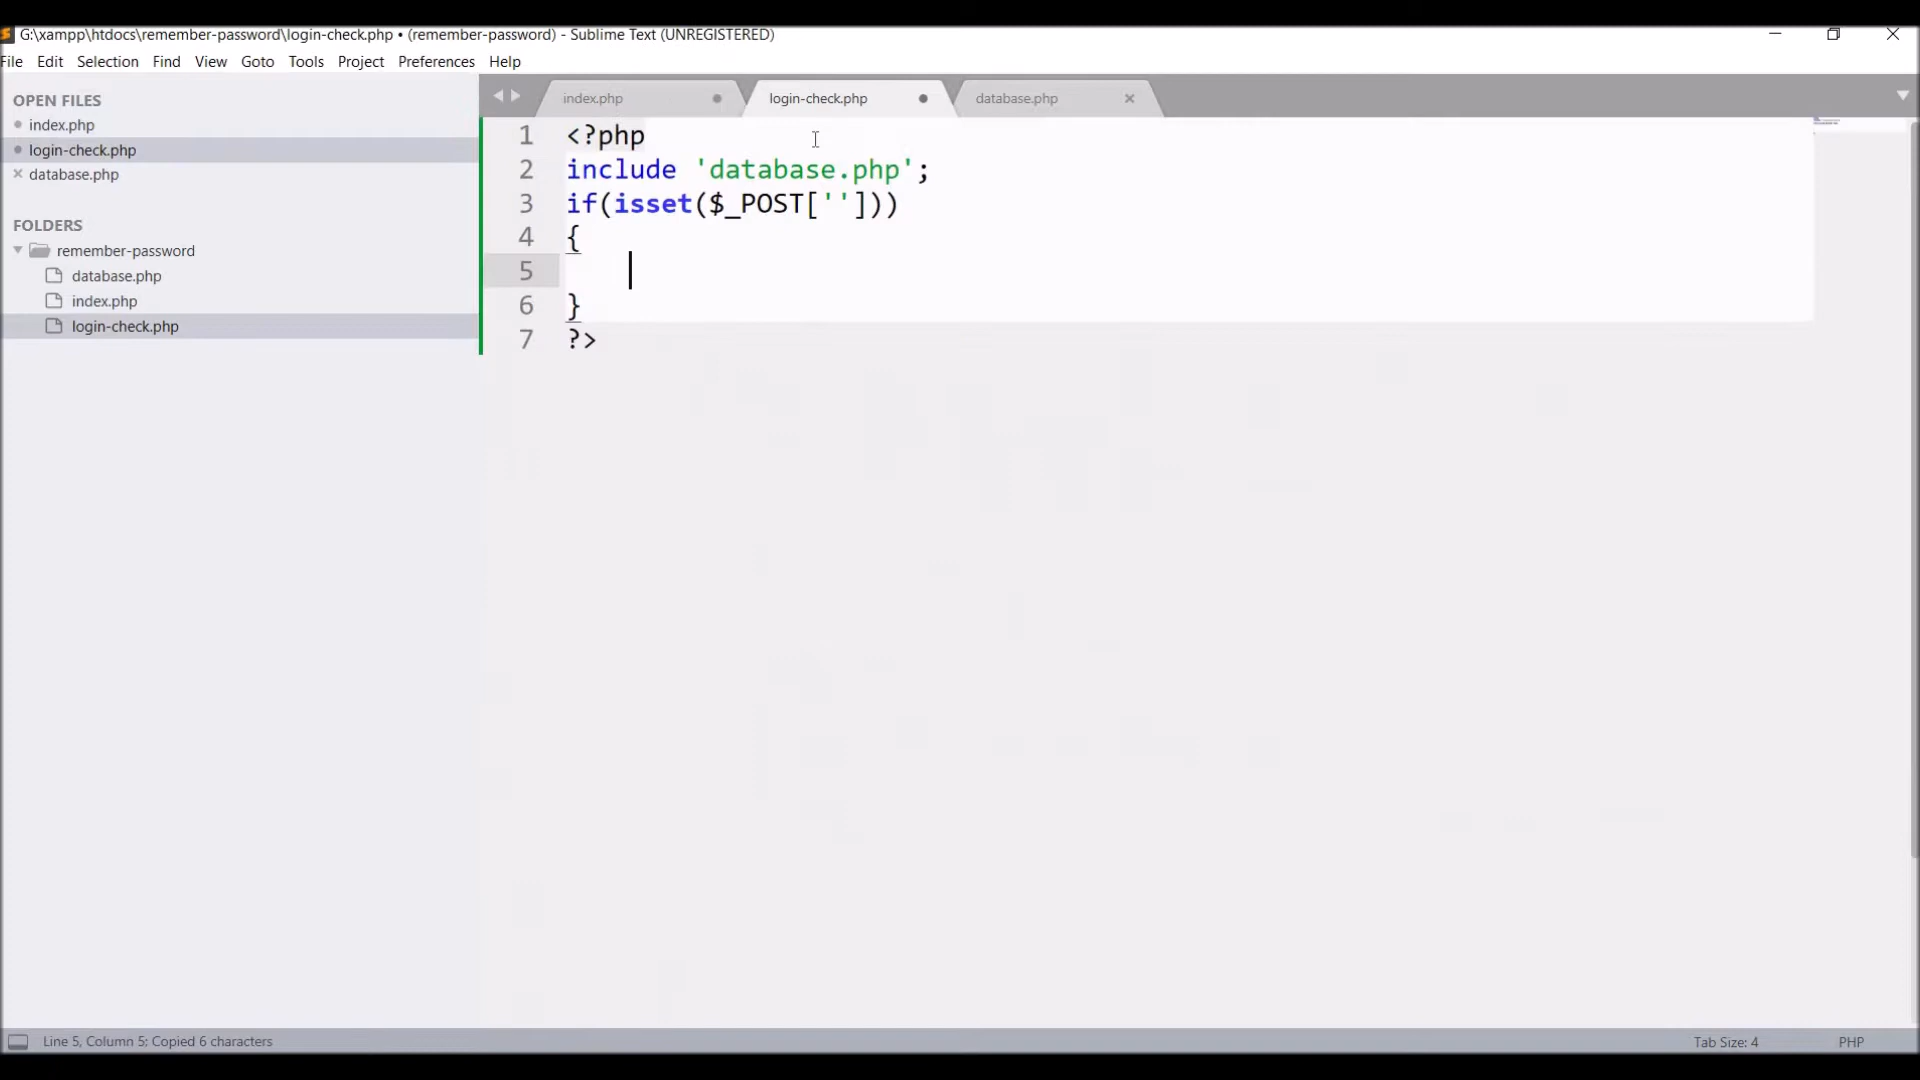 G:\xampp\htdocs\remember-password\login-check.php • (remember-password) - Sublime Text (UNREGISTERED)
File Edit Selection Find View Goto Tools Project Preferences Help
OPEN FILES
index.php
login-check.php
database.php
FOLDERS
remember-password
database.php
index.php
login-check.php
index.php login-check.php database.php
1 <?php
2 include 'database.php';
3 if(isset($_POST['']))
4 {
5
6 }
7 ?>
Line 5, Column 5: Copied 6 characters
Tab Size: 4 PHP